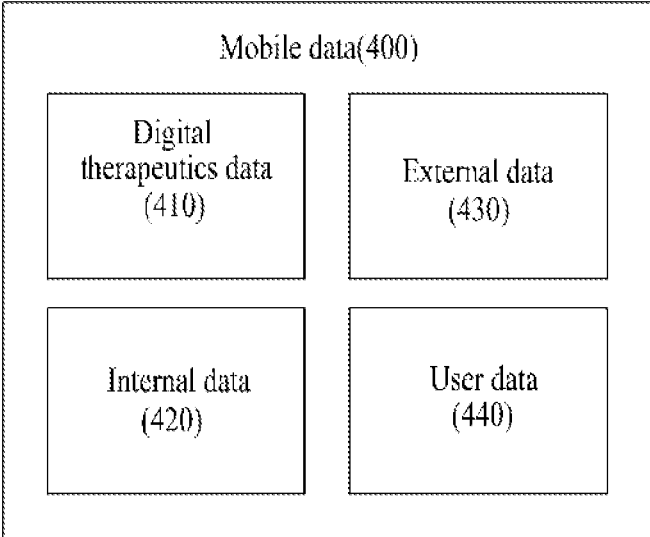 Mobile data(400)
Digital
therapeutics data
(410)
External data
(430)
Internal data
(420)
User data
(440)